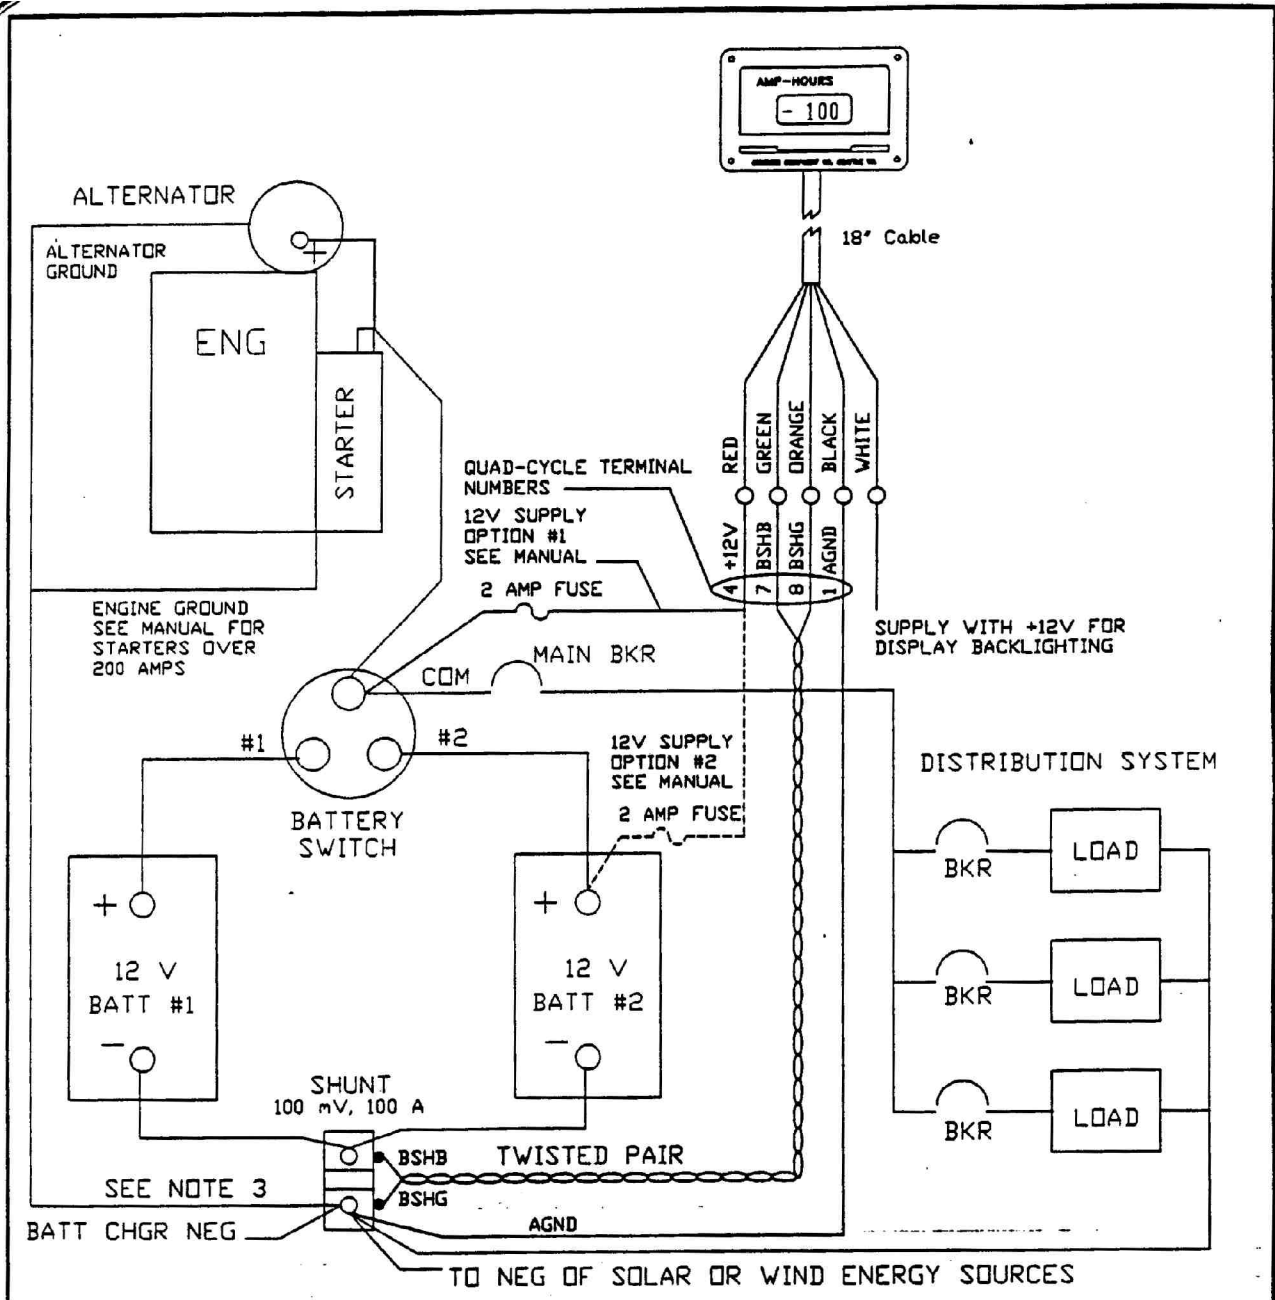 AMP-HOURS
- 100
18" Cable
ALTERNATOR
+
ALTERNATOR
GROUND
ENG
STARTER
RED
GREEN
ORANGE
BLACK
WHITE
QUAD-CYCLE TERMINAL
NUMBERS
12V SUPPLY
OPTION #1
SEE MANUAL
4 +12V
7 BSHB
8 BSHG
1 AGND
2 AMP FUSE
ENGINE GROUND
SEE MANUAL FOR
STARTERS OVER
200 AMPS
SUPPLY WITH +12V FOR
DISPLAY BACKLIGHTING
COM
MAIN BKR
#1
#2
BATTERY
SWITCH
12V SUPPLY
OPTION #2
SEE MANUAL
2 AMP FUSE
DISTRIBUTION SYSTEM
BKR
LOAD
BKR
LOAD
BKR
LOAD
+
12 V
BATT #1
-
+
12 V
BATT #2
-
SHUNT
100 mV, 100 A
BSHB
TWISTED PAIR
BSHG
SEE NOTE 3
BATT CHGR NEG
AGND
TO NEG OF SOLAR OR WIND ENERGY SOURCES